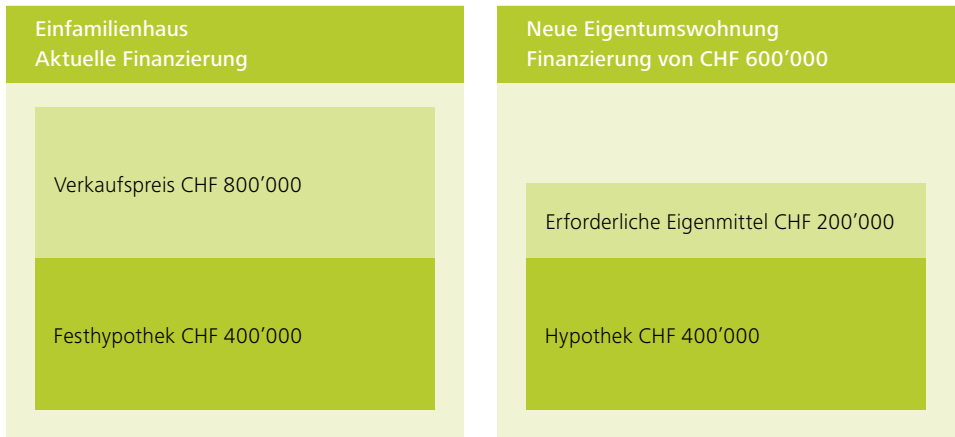 Einfamilienhaus
Aktuelle Finanzierung
Verkaufspreis CHF 800’000
Festhypothek CHF 400’000
Neue Eigentumswohnung
Finanzierung von CHF 600’000
Erforderliche Eigenmittel CHF 200’000
Hypothek CHF 400’000